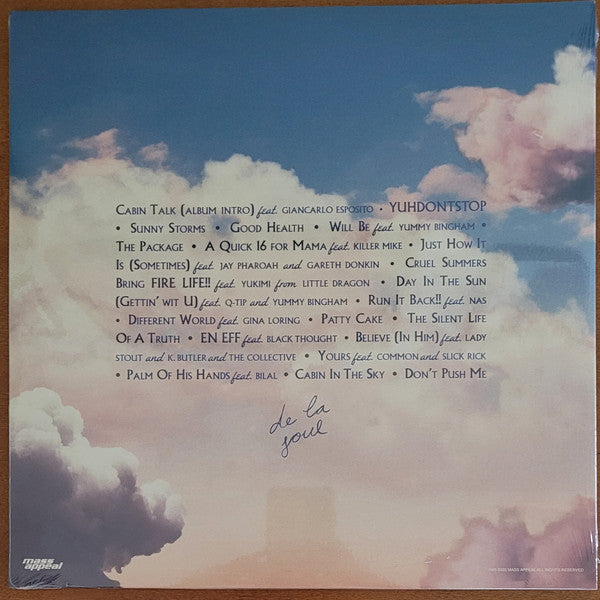 Cabin Talk (album intro) feat. Giancarlo Esposito • YUHDONTSTOP
• Sunny Storms • Good Health • Will Be feat. Yummy Bingham •
The Package • A Quick 16 for Mama feat. Killer Mike • Just How It
Is (Sometimes) feat. Jay Pharoah and Gareth Donkin • Cruel Summers
Bring FIRE LIFE!! feat. Yukimi from Little Dragon • Day In The Sun
(Gettin' wit U) feat. Q-Tip and Yummy Bingham • Run It Back!! feat. Nas
• Different World feat. Gina Loring • Patty Cake • The Silent Life
Of A Truth • EN EFF feat. Black Thought • Believe (In Him) feat. Lady
Stout and K. Butler and The Collective • Yours feat. Common and Slick Rick
• Palm Of His Hands feat. Bilal • Cabin In The Sky • Don't Push Me
de la
soul
mass
appeal
MASS APPEAL ALL RIGHTS RESERVED